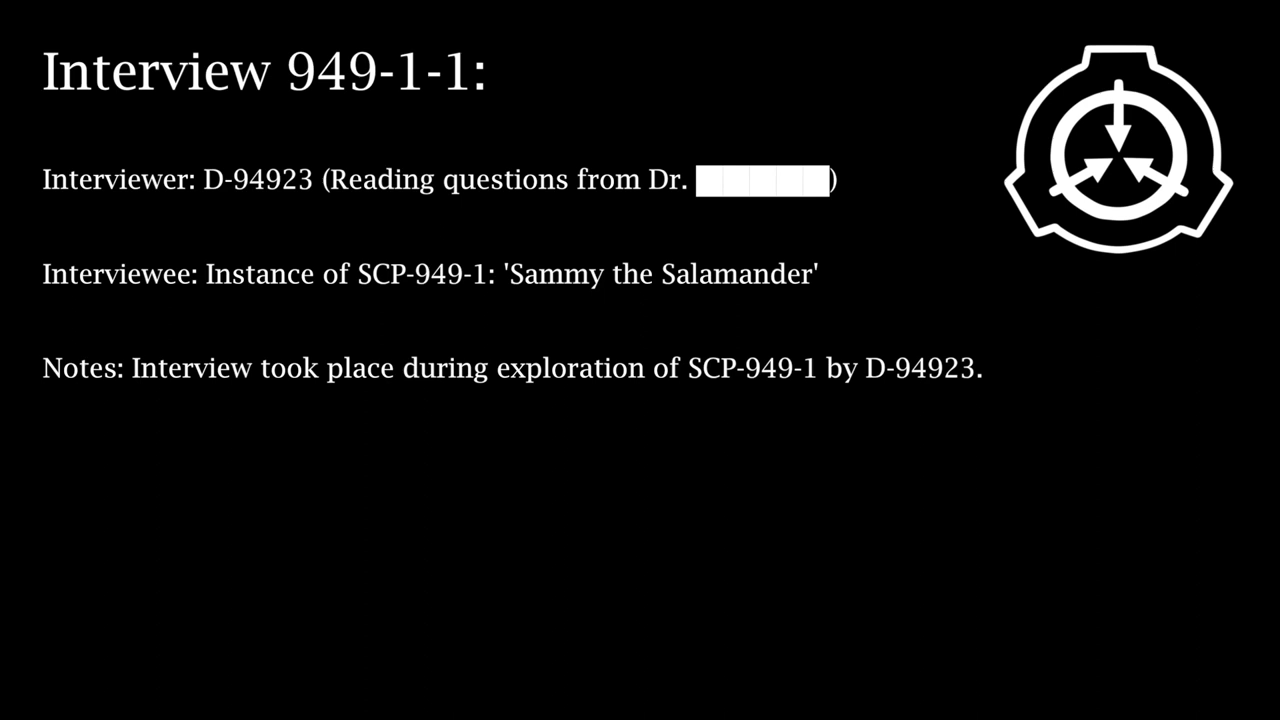 Interview 949-1-1:
Interviewer: D-94923 (Reading questions from Dr. █████)
Interviewee: Instance of SCP-949-1: 'Sammy the Salamander'
Notes: Interview took place during exploration of SCP-949-1 by D-94923.